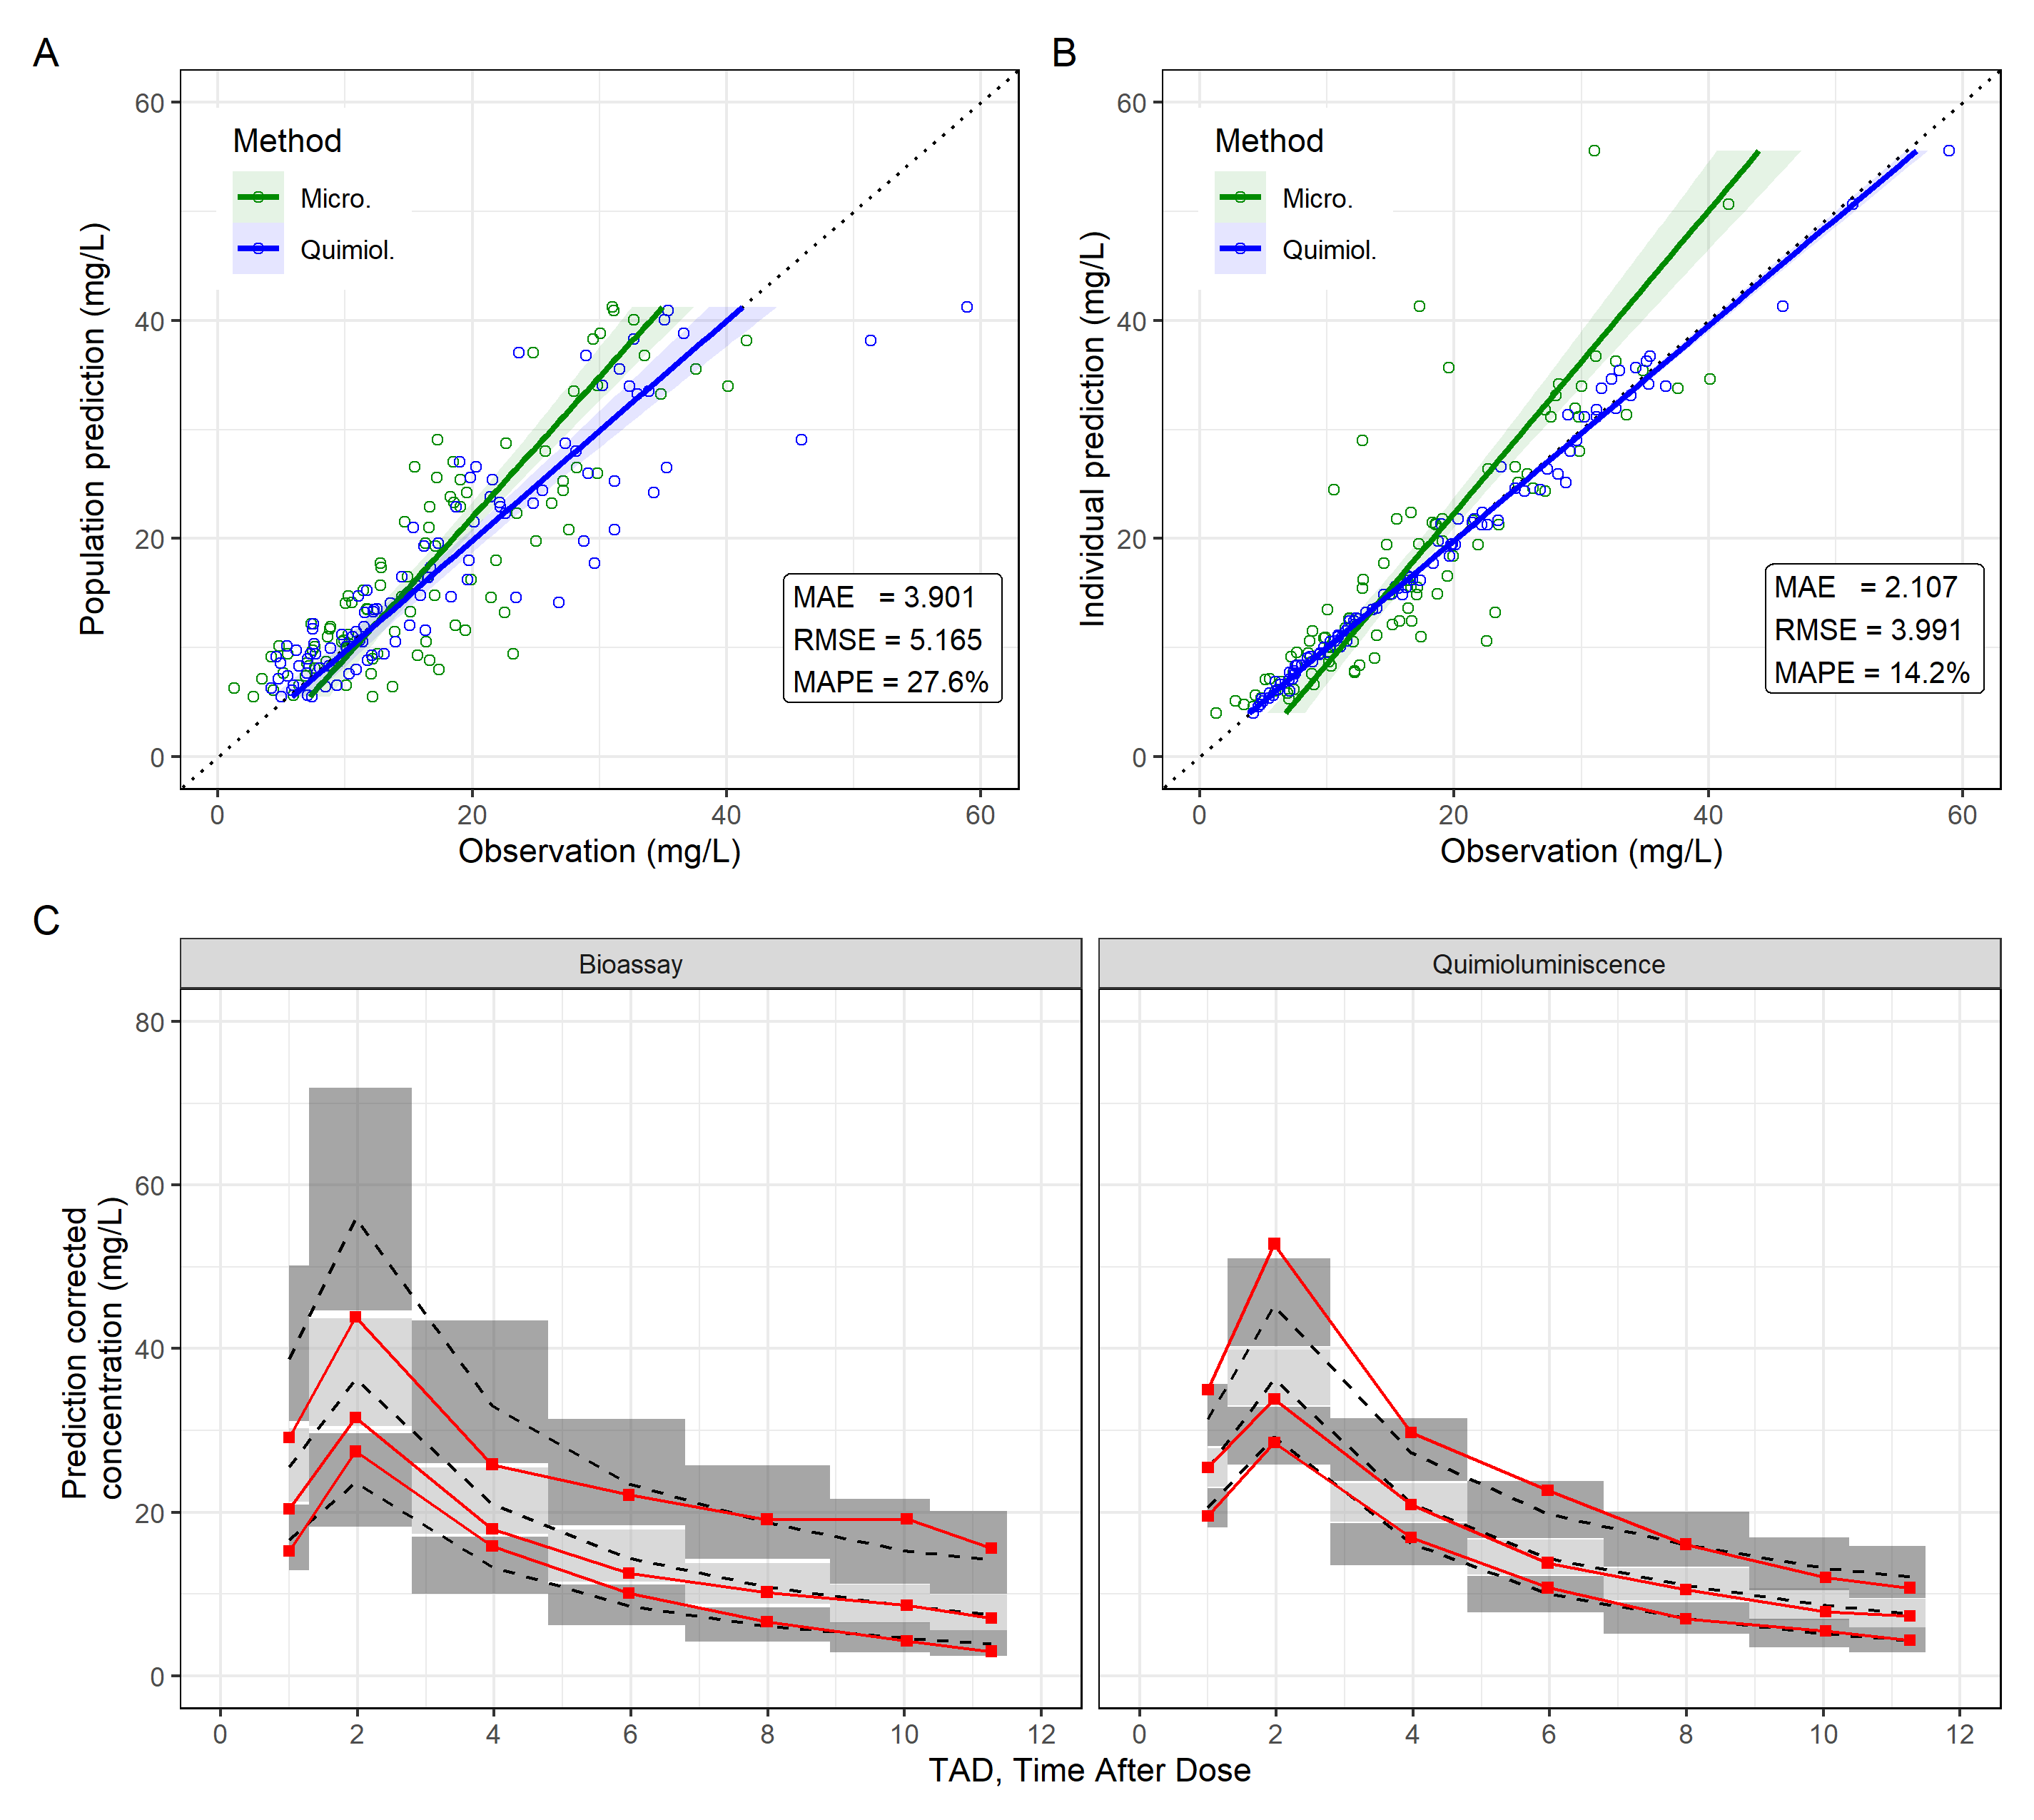 A
B
60
40
20
0
Population prediction (mg/L)
Method
Micro.
Quimiol.
MAE = 3.901
RMSE = 5.165
MAPE = 27.6%
0 20 40 60
Observation (mg/L)
60
40
20
0
Individual prediction (mg/L)
Method
Micro.
Quimiol.
MAE = 2.107
RMSE = 3.991
MAPE = 14.2%
0 20 40 60
Observation (mg/L)
C
Bioassay
Quimioluminiscence
80
60
40
20
0
Prediction corrected
concentration (mg/L)
0 2 4 6 8 10 12
0 2 4 6 8 10 12
TAD, Time After Dose